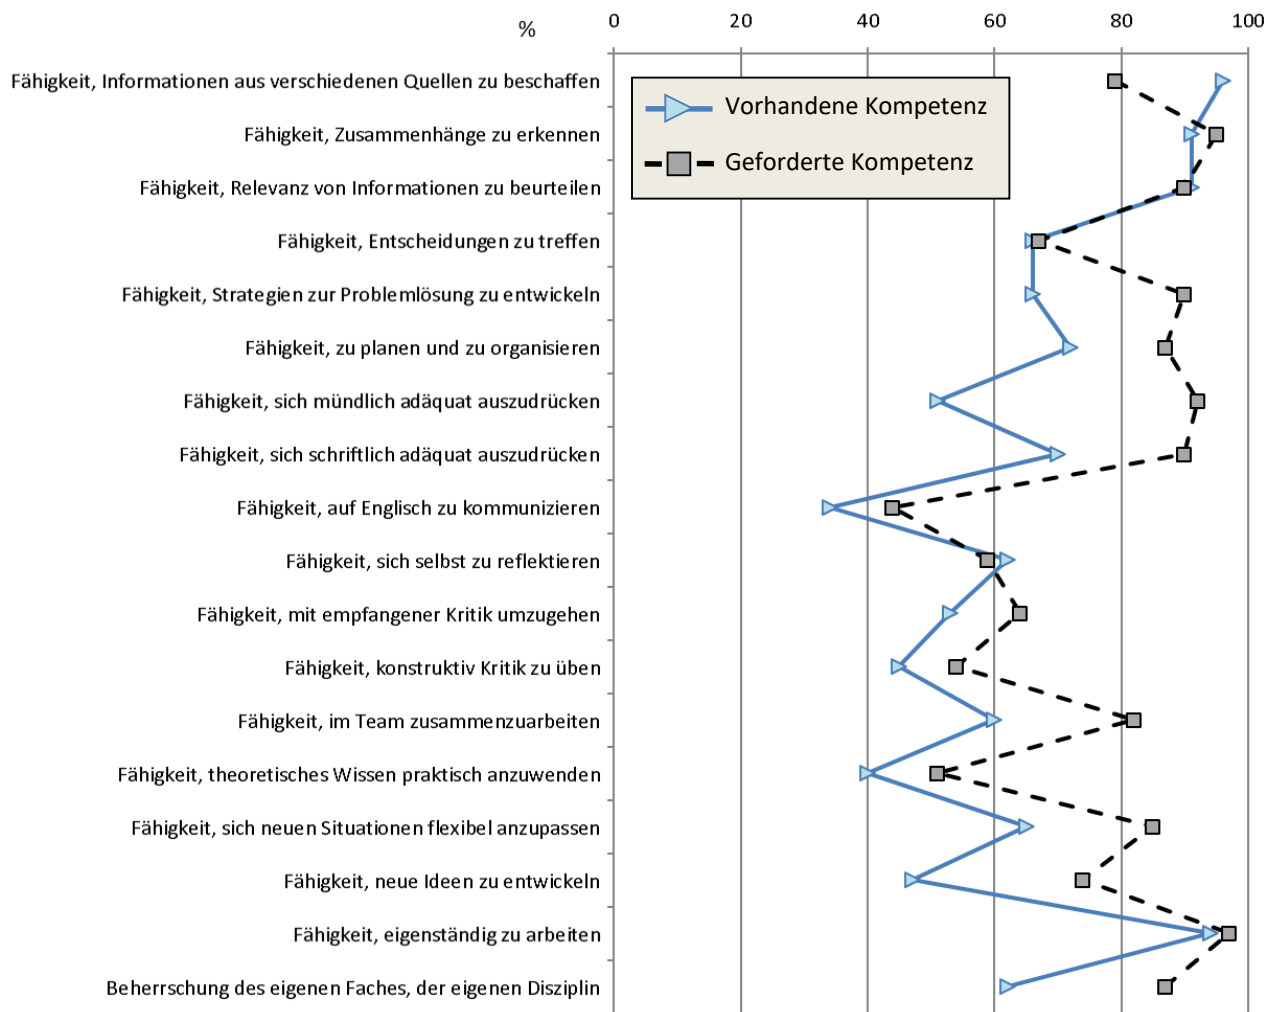 % 0 20 40 60 80 100
Fähigkeit, Informationen aus verschiedenen Quellen zu beschaffen
Vorhandene Kompetenz
Fähigkeit, Zusammenhänge zu erkennen
Geforderte Kompetenz
Fähigkeit, Relevanz von Informationen zu beurteilen
Fähigkeit, Entscheidungen zu treffen
Fähigkeit, Strategien zur Problemlösung zu entwickeln
Fähigkeit, zu planen und zu organisieren
Fähigkeit, sich mündlich adäquat auszudrücken
Fähigkeit, sich schriftlich adäquat auszudrücken
Fähigkeit, auf Englisch zu kommunizieren
Fähigkeit, sich selbst zu reflektieren
Fähigkeit, mit empfangener Kritik umzugehen
Fähigkeit, konstruktiv Kritik zu üben
Fähigkeit, im Team zusammenzuarbeiten
Fähigkeit, theoretisches Wissen praktisch anzuwenden
Fähigkeit, sich neuen Situationen flexibel anzupassen
Fähigkeit, neue Ideen zu entwickeln
Fähigkeit, eigenständig zu arbeiten
Beherrschung des eigenen Faches, der eigenen Disziplin